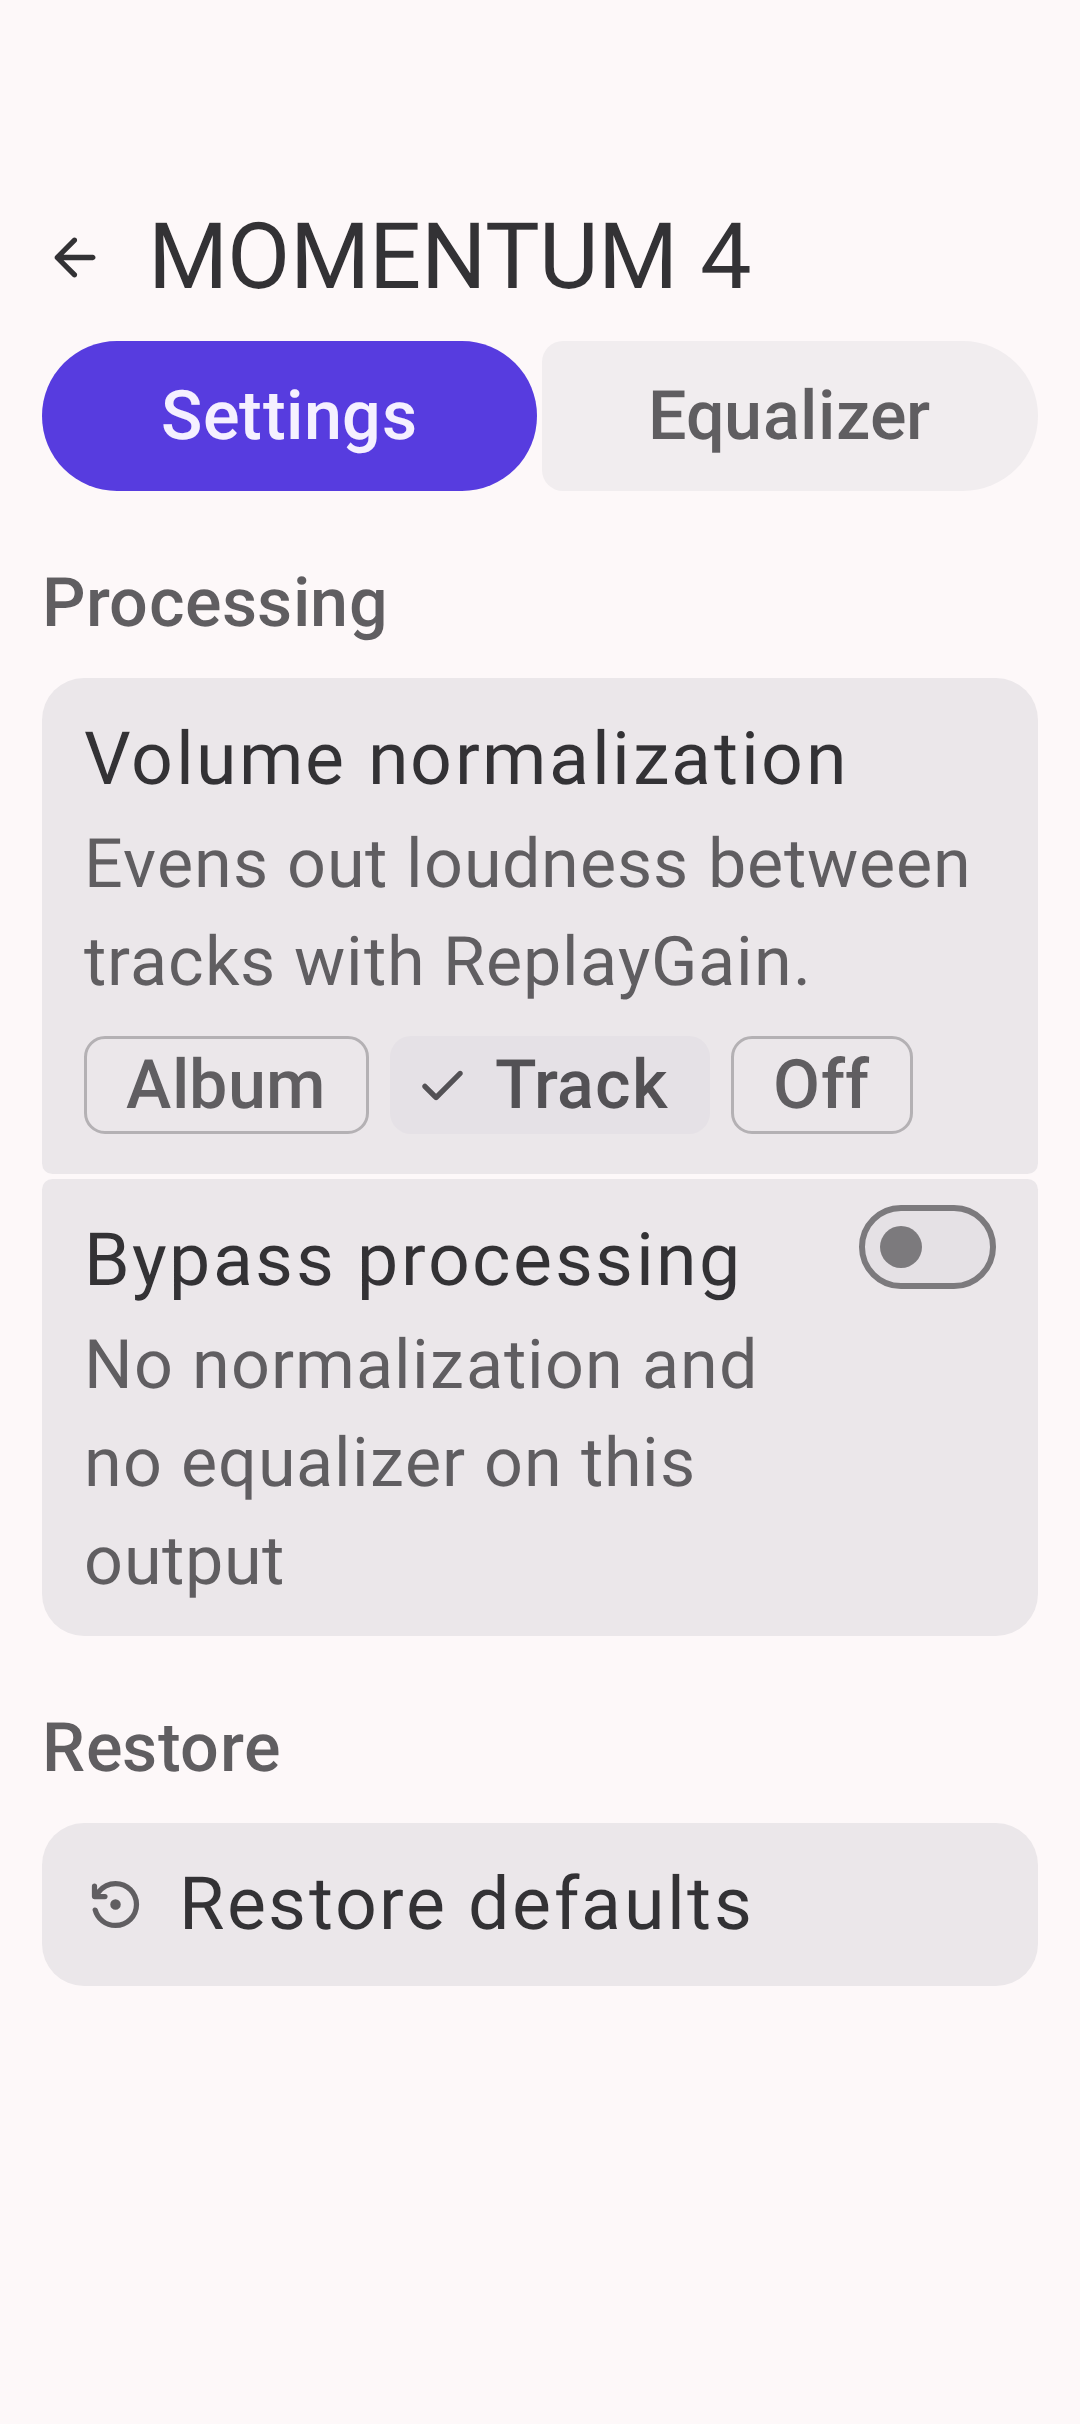 MOMENTUM 4
Settings
Equalizer
Processing
Volume normalization
Evens out loudness between
tracks with ReplayGain.
Album
Track
Off
Bypass processing
No normalization and
no equalizer on this
output
Restore
Restore defaults